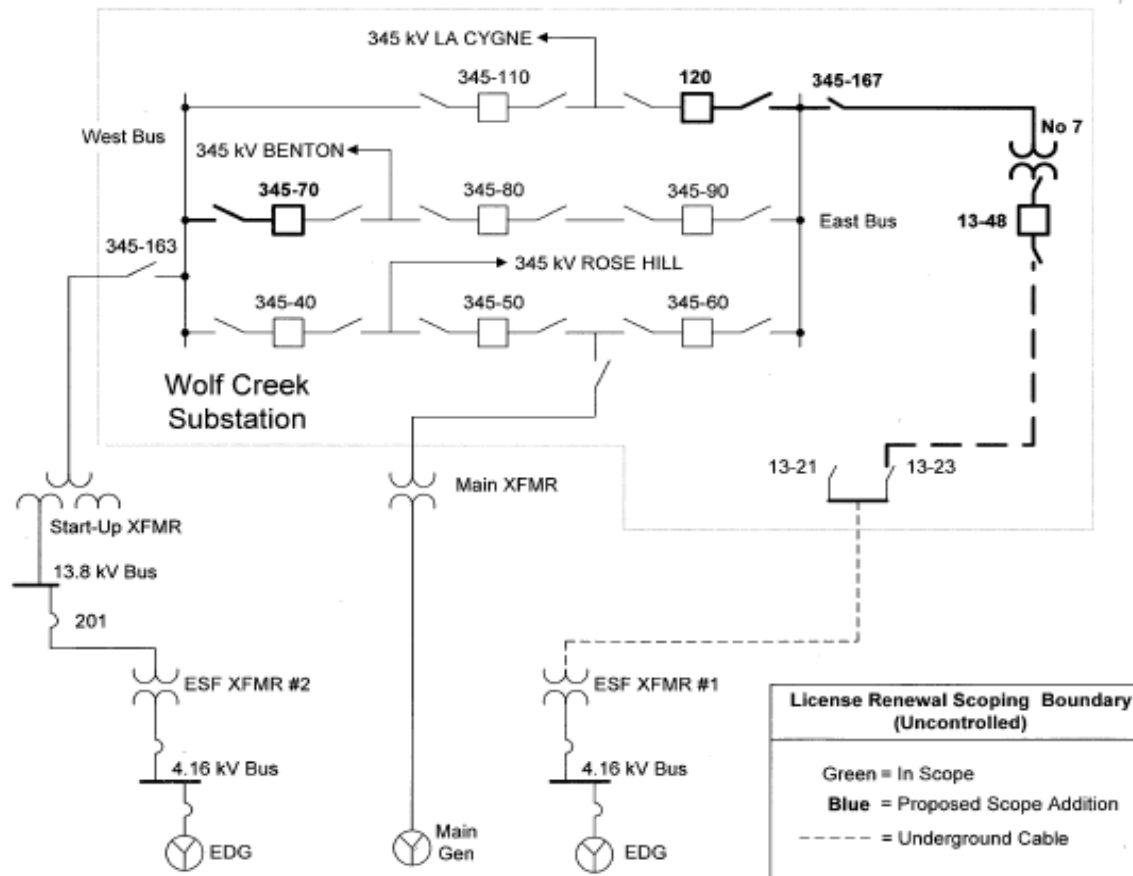 345 kV LA CYGNE
345-110
120
345-167
No 7
West Bus
345 kV BENTON
345-70
345-80
345-90
East Bus
13-48
345-163
345 kV ROSE HILL
345-40
345-50
345-60
Wolf Creek
Substation
13-21
13-23
Main XFMR
Start-Up XFMR
13.8 kV Bus
201
ESF XFMR #2
ESF XFMR #1
4.16 kV Bus
4.16 kV Bus
EDG
Main
Gen
EDG
License Renewal Scoping Boundary
(Uncontrolled)
Green = In Scope
Blue = Proposed Scope Addition
= Underground Cable